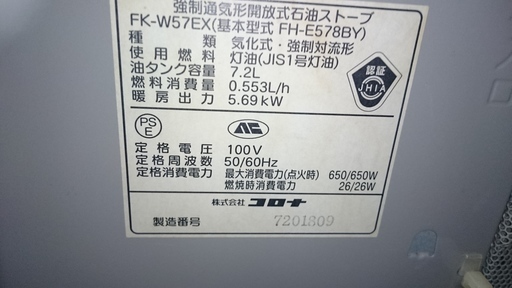 強制通気形開放式石油ストーブ
FK-W57EX(基本型式 FH-E578BY)
種類 気化式・強制対流形
使用燃料 灯油(JIS1号灯油)
油タンク容量 7.2L
燃料消費量 0.553L/h
暖房出力 5.69kW
認証
JHIA
PS
E
定格電圧 100V
定格周波数 50/60Hz
定格消費電力 最大消費電力(点火時) 650/650W
燃焼時消費電力 26/26W
株式会社 コロナ
製造番号 7201809